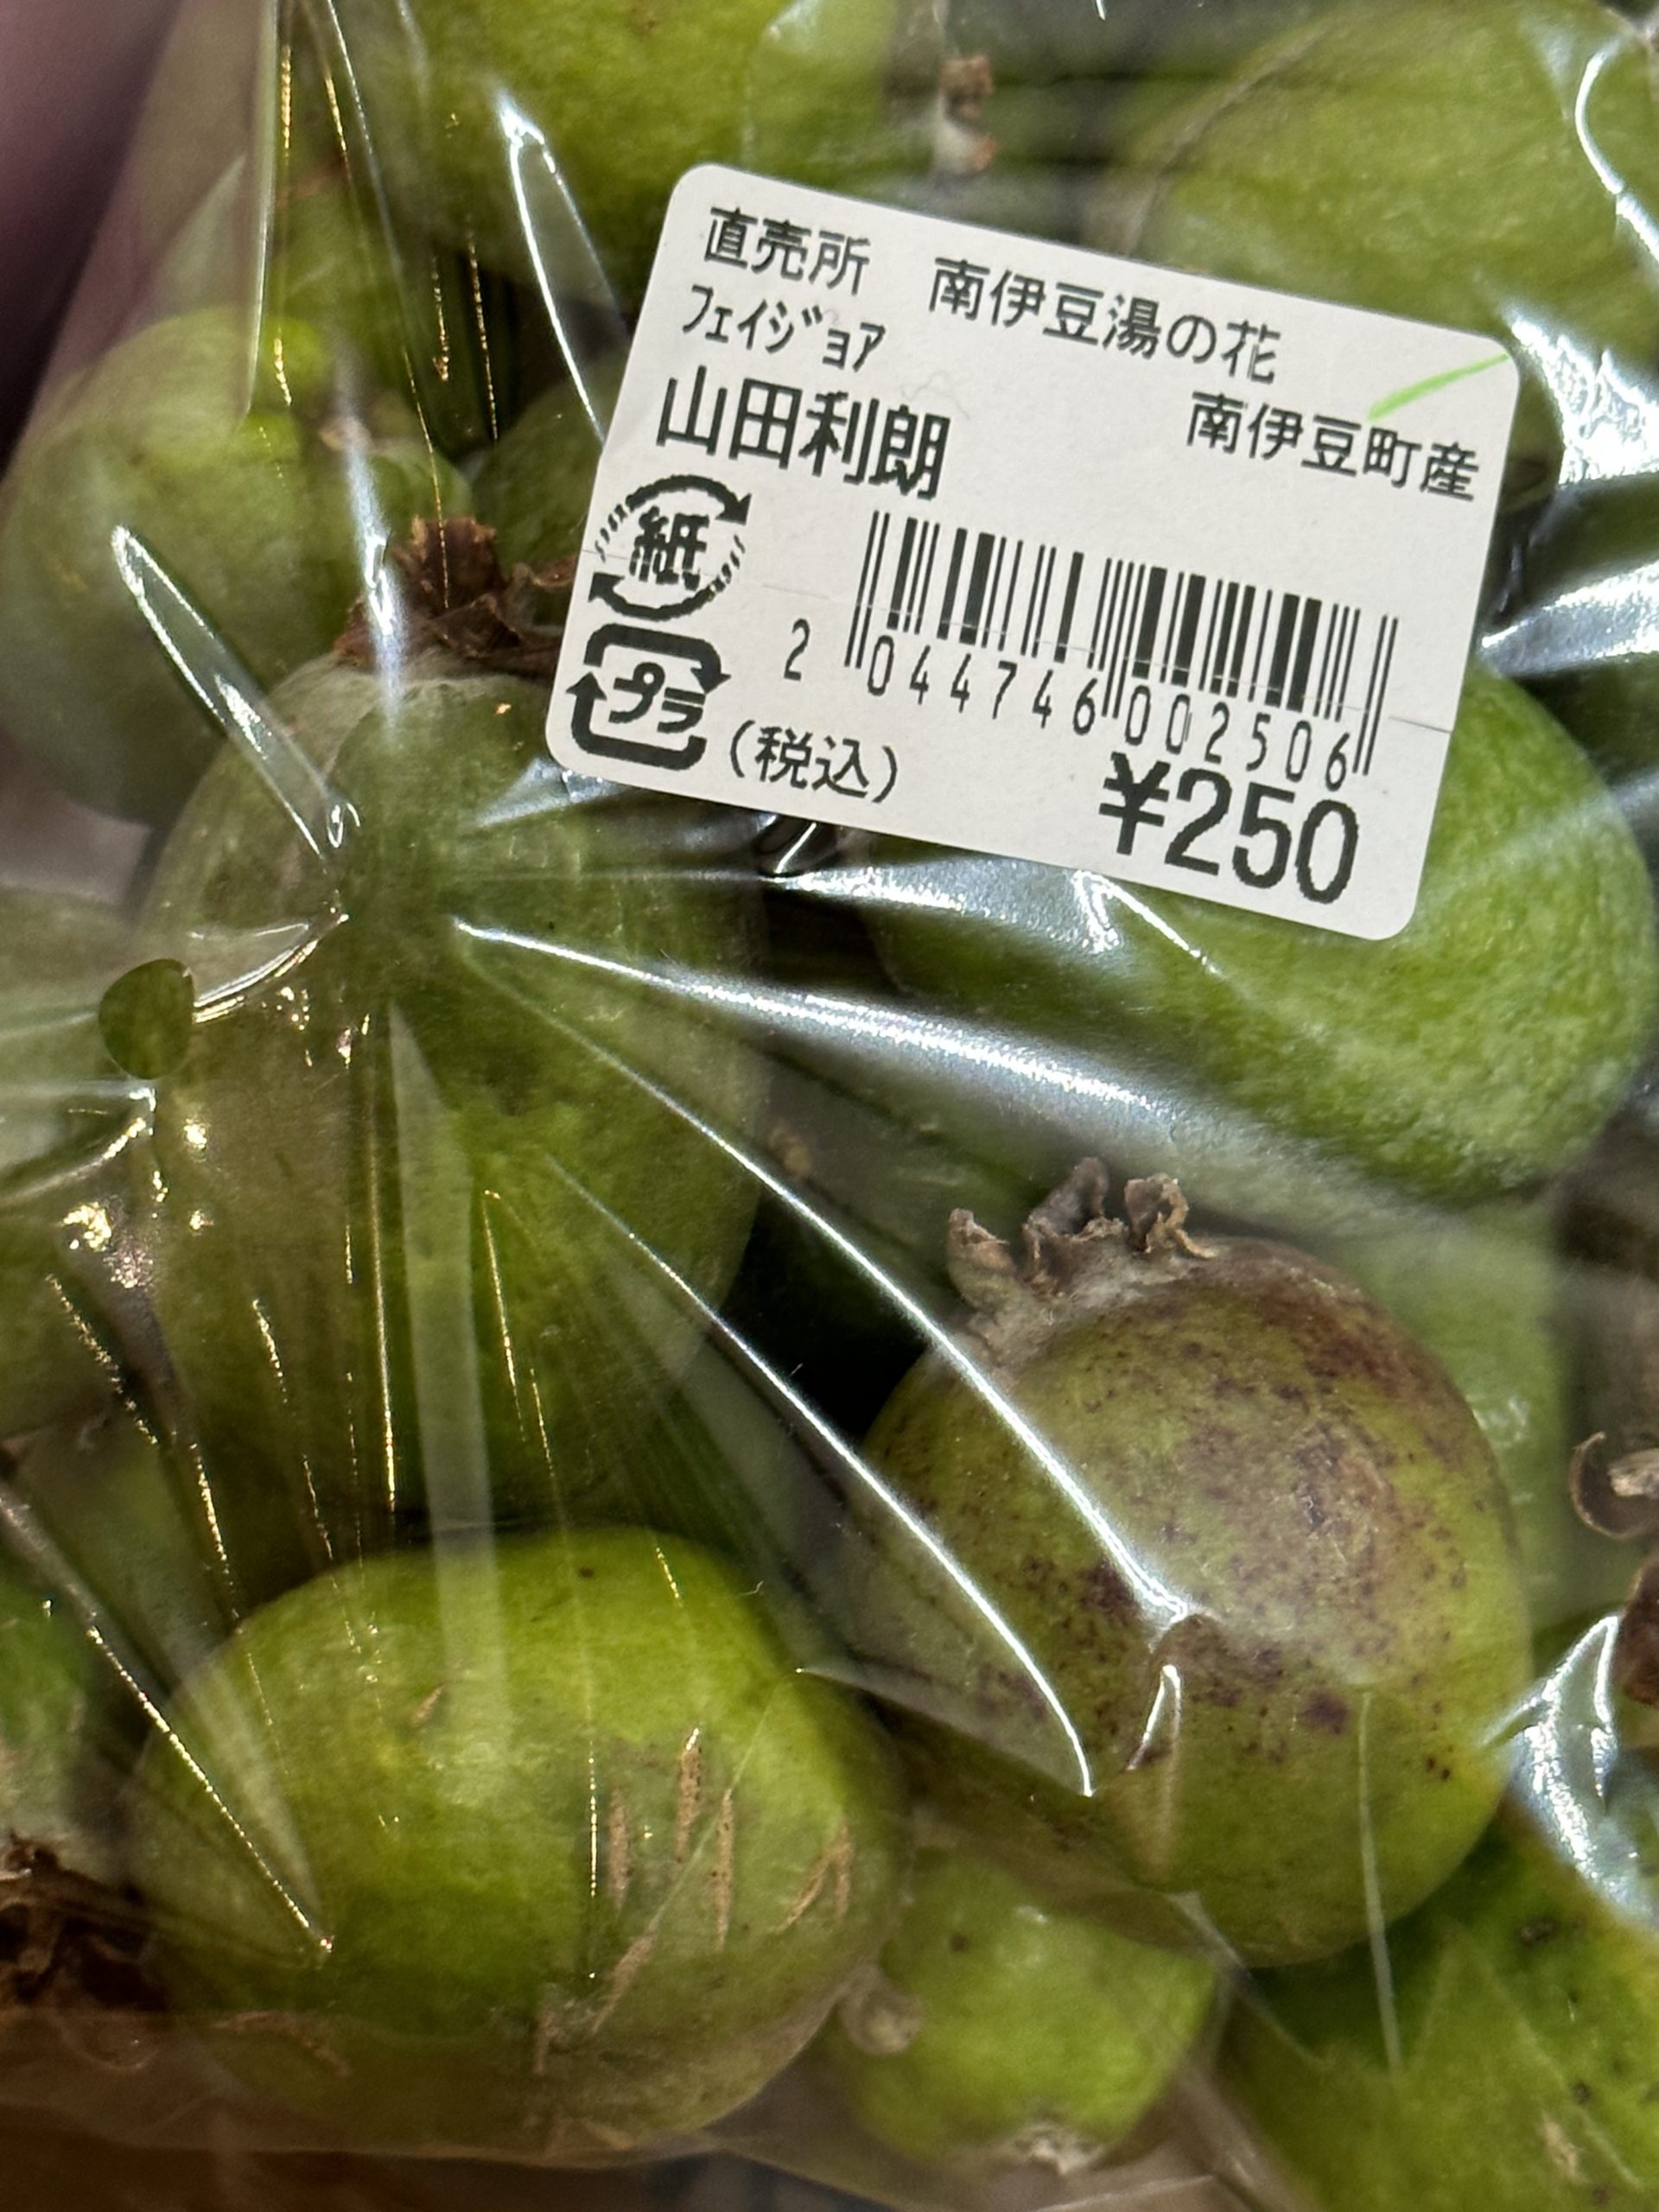 直売所　南伊豆湯の花
ﾌｪｲｼﾞｮｱ
南伊豆町産
山田利朗
紙
プラ
2 044746 002506
(税込)
¥250